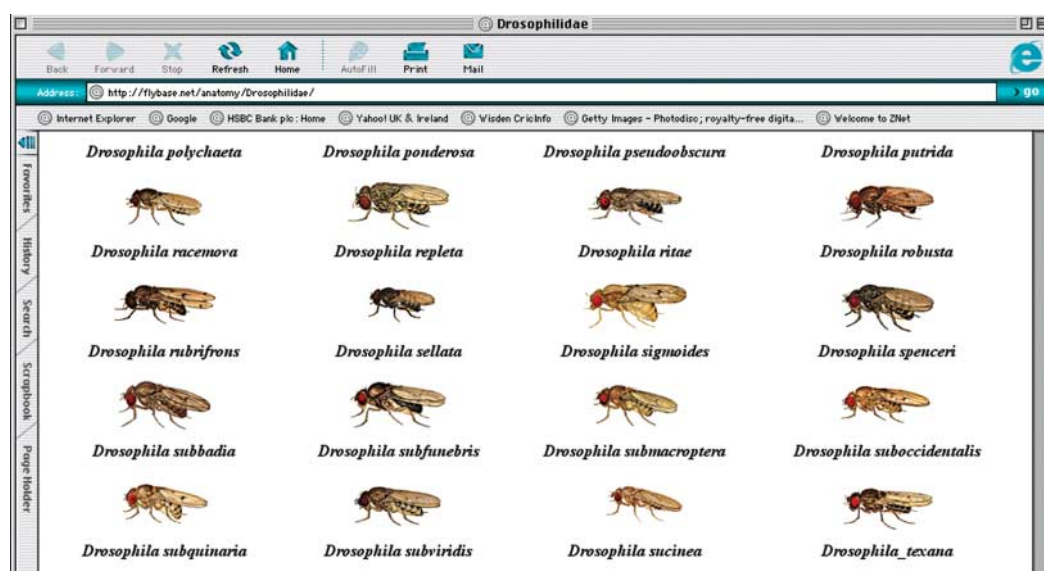 Drosophilidae
Back Forward Stop Refresh Home AutoFill Print Mail
Address: http://flybase.net/anatomy/Drosophilidae/ go
Internet Explorer Google HSBC Bank plc: Home Yahoo! UK & Ireland Wisden CricInfo Getty Images - Photodisc; royalty-free digita... Welcome to ZNet
Favorites
History
Search
Scrapbook
Page Holder
Drosophila polychaeta Drosophila ponderosa Drosophila pseudoobscura Drosophila putrida
Drosophila racemova Drosophila repleta Drosophila ritae Drosophila robusta
Drosophila rubrifrons Drosophila sellata Drosophila sigmoides Drosophila spenceri
Drosophila subbadia Drosophila subfunebris Drosophila submacroptera Drosophila suboccidentalis
Drosophila subquinaria Drosophila subviridis Drosophila sucinea Drosophila_texana